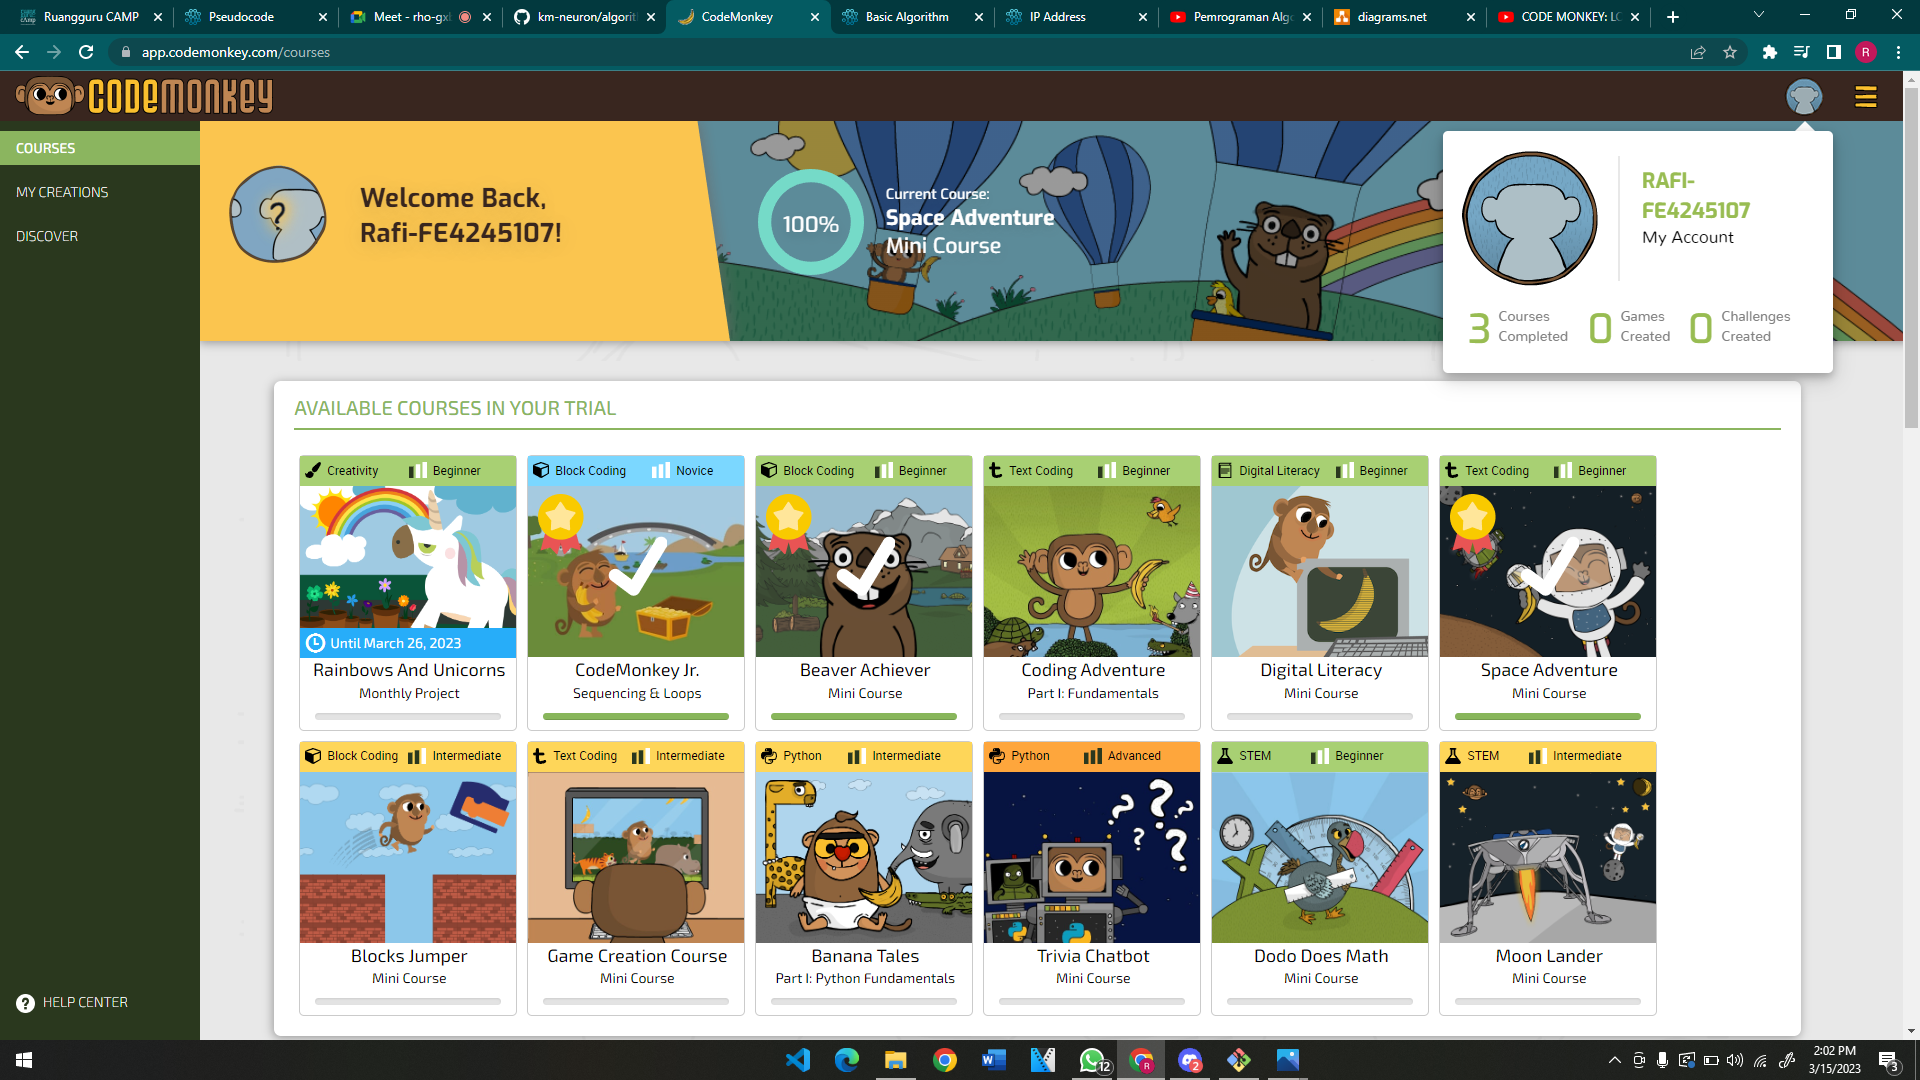 Ruangguru CAMP
Pseudocode
Meet - rho-gxl
km-neuron/algorit
CodeMonkey
Basic Algorithm
IP Address
Pemrograman Algo
diagrams.net
CODE MONKEY: LO
app.codemonkey.com/courses
R
CODEMONKEY
COURSES
MY CREATIONS
DISCOVER
HELP CENTER
?
Welcome Back,
Rafi-FE4245107!
100%
Current Course:
Space Adventure
Mini Course
RAFI-
FE4245107
My Account
3 Courses Completed
0 Games Created
0 Challenges Created
AVAILABLE COURSES IN YOUR TRIAL
Creativity Beginner
Until March 26, 2023
Rainbows And Unicorns
Monthly Project
Block Coding Novice
CodeMonkey Jr.
Sequencing & Loops
Block Coding Beginner
Beaver Achiever
Mini Course
Text Coding Beginner
Coding Adventure
Part I: Fundamentals
Digital Literacy Beginner
Digital Literacy
Mini Course
Text Coding Beginner
Space Adventure
Mini Course
Block Coding Intermediate
Blocks Jumper
Mini Course
Text Coding Intermediate
Game Creation Course
Mini Course
Python Intermediate
Banana Tales
Part I: Python Fundamentals
Python Advanced
? ? ? ?
Trivia Chatbot
Mini Course
STEM Beginner
Dodo Does Math
Mini Course
STEM Intermediate
Moon Lander
Mini Course
12
R
2
2:02 PM
3/15/2023
3